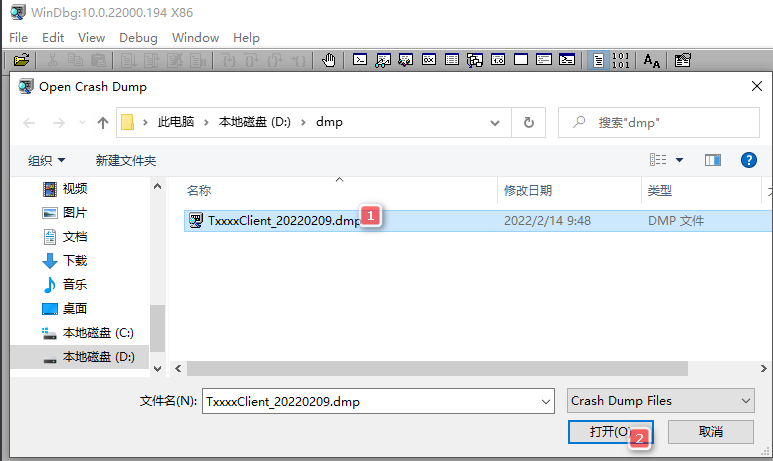 WinDbg:10.0.22000.194 X86
File Edit View Debug Window Help
Open Crash Dump
此电脑 › 本地磁盘 (D:) › dmp
搜索"dmp"
组织 新建文件夹
名称 修改日期 类型
视频
TxxxxClient_20220209.dmp 1 2022/2/14 9:48 DMP 文件
图片
文档
下载
音乐
桌面
本地磁盘 (C:)
本地磁盘 (D:)
文件名(N): TxxxxClient_20220209.dmp Crash Dump Files
打开(O) 2 取消